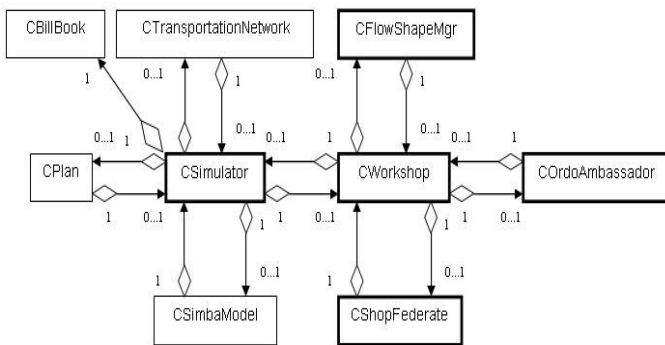 CBillBook
CTransportationNetwork
CFlowShapeMgr
1
0...1
1
0...1
1
0...1
1
0...1
0...1
1
0...1
0...1
1
CPlan
CSimulator
CWorkshop
COrdoAmbassador
1
0...1
1
1
0...1
1
1
0...1
0...1
0...1
1
1
CSimbaModel
CShopFederate